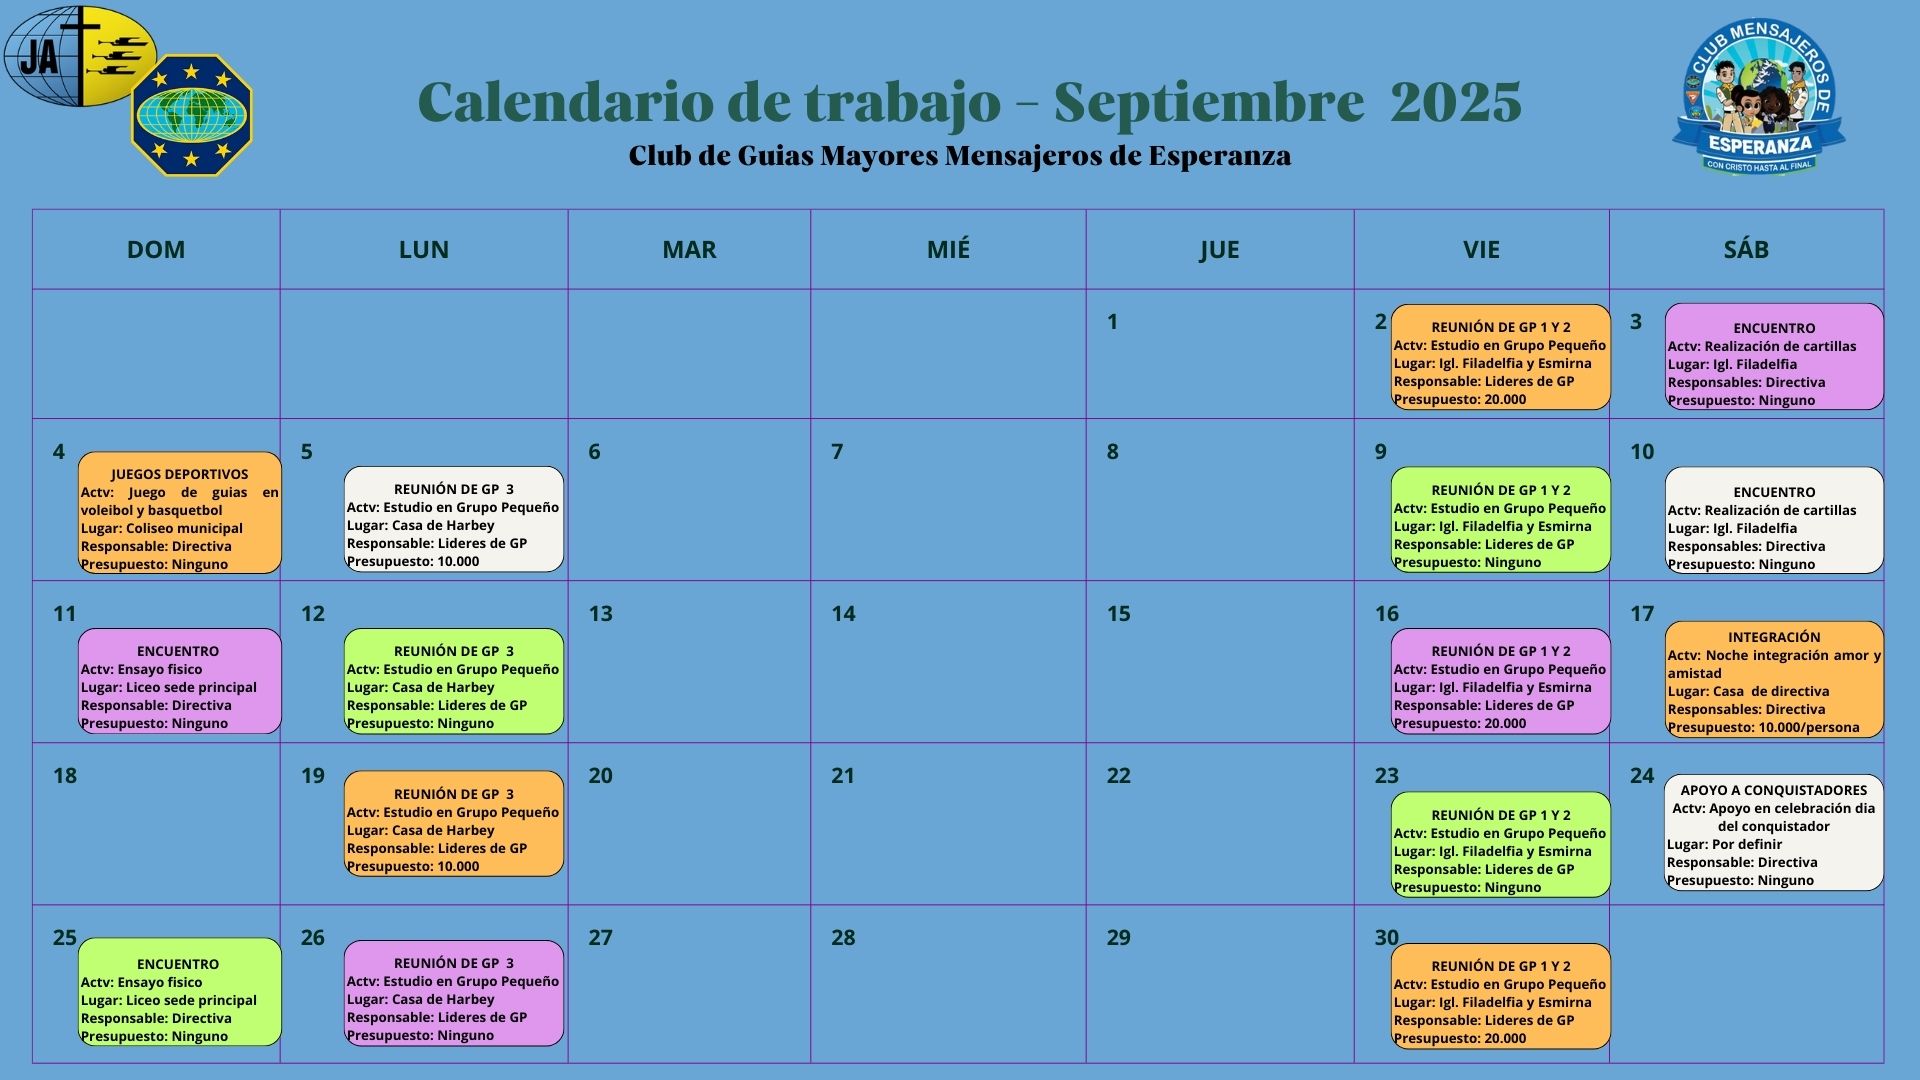 JA
Calendario de trabajo – Septiembre 2025
Club de Guias Mayores Mensajeros de Esperanza
CLUB MENSAJEROS DE
ESPERANZA
CON CRISTO HASTA AL FINAL
DOM LUN MAR MIÉ JUE VIE SÁB
1
2
REUNIÓN DE GP 1 Y 2
Actv: Estudio en Grupo Pequeño
Lugar: Igl. Filadelfia y Esmirna
Responsable: Lideres de GP
Presupuesto: 20.000
3
ENCUENTRO
Actv: Realización de cartillas
Lugar: Igl. Filadelfia
Responsables: Directiva
Presupuesto: Ninguno
4
JUEGOS DEPORTIVOS
Actv: Juego de guias en
voleibol y basquetbol
Lugar: Coliseo municipal
Responsable: Directiva
Presupuesto: Ninguno
5
REUNIÓN DE GP 3
Actv: Estudio en Grupo Pequeño
Lugar: Casa de Harbey
Responsable: Lideres de GP
Presupuesto: 10.000
6
7
8
9
REUNIÓN DE GP 1 Y 2
Actv: Estudio en Grupo Pequeño
Lugar: Igl. Filadelfia y Esmirna
Responsable: Lideres de GP
Presupuesto: Ninguno
10
ENCUENTRO
Actv: Realización de cartillas
Lugar: Igl. Filadelfia
Responsables: Directiva
Presupuesto: Ninguno
11
ENCUENTRO
Actv: Ensayo fisico
Lugar: Liceo sede principal
Responsable: Directiva
Presupuesto: Ninguno
12
REUNIÓN DE GP 3
Actv: Estudio en Grupo Pequeño
Lugar: Casa de Harbey
Responsable: Lideres de GP
Presupuesto: Ninguno
13
14
15
16
REUNIÓN DE GP 1 Y 2
Actv: Estudio en Grupo Pequeño
Lugar: Igl. Filadelfia y Esmirna
Responsable: Lideres de GP
Presupuesto: 20.000
17
INTEGRACIÓN
Actv: Noche integración amor y
amistad
Lugar: Casa de directiva
Responsables: Directiva
Presupuesto: 10.000/persona
18
19
REUNIÓN DE GP 3
Actv: Estudio en Grupo Pequeño
Lugar: Casa de Harbey
Responsable: Lideres de GP
Presupuesto: 10.000
20
21
22
23
REUNIÓN DE GP 1 Y 2
Actv: Estudio en Grupo Pequeño
Lugar: Igl. Filadelfia y Esmirna
Responsable: Lideres de GP
Presupuesto: Ninguno
24
APOYO A CONQUISTADORES
Actv: Apoyo en celebración dia
del conquistador
Lugar: Por definir
Responsable: Directiva
Presupuesto: Ninguno
25
ENCUENTRO
Actv: Ensayo fisico
Lugar: Liceo sede principal
Responsable: Directiva
Presupuesto: Ninguno
26
REUNIÓN DE GP 3
Actv: Estudio en Grupo Pequeño
Lugar: Casa de Harbey
Responsable: Lideres de GP
Presupuesto: Ninguno
27
28
29
30
REUNIÓN DE GP 1 Y 2
Actv: Estudio en Grupo Pequeño
Lugar: Igl. Filadelfia y Esmirna
Responsable: Lideres de GP
Presupuesto: 20.000